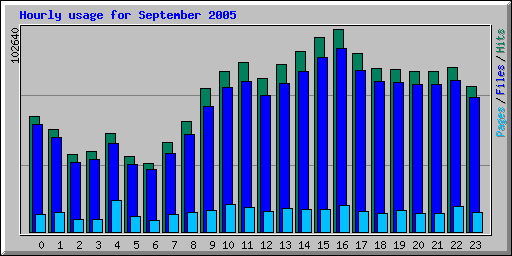 Hourly usage for September 2005
102640
Pages / Files / Hits
0 1 2 3 4 5 6 7 8 9 10 11 12 13 14 15 16 17 18 19 20 21 22 23